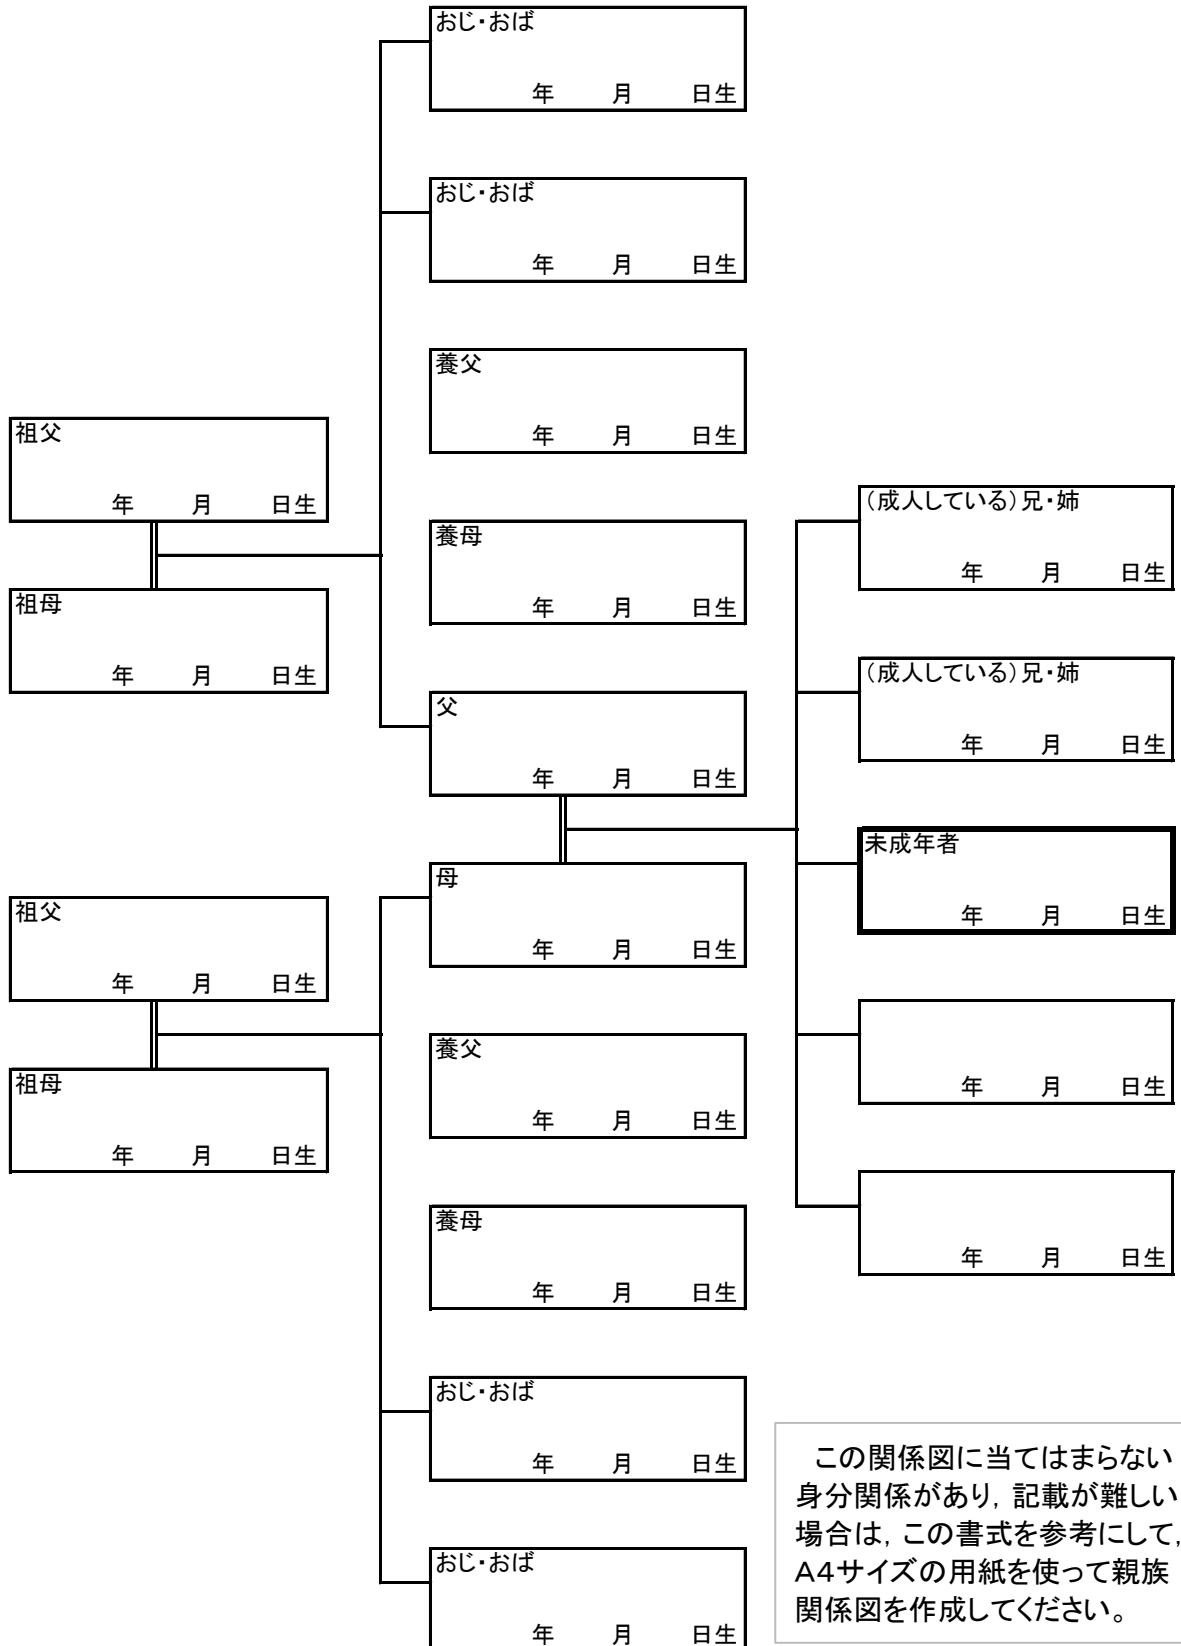 おじ・おば
年 月 日生
おじ・おば
年 月 日生
養父
年 月 日生
祖父
年 月 日生
養母
年 月 日生
祖母
年 月 日生
父
年 月 日生
母
年 月 日生
祖父
年 月 日生
養父
年 月 日生
祖母
年 月 日生
養母
年 月 日生
おじ・おば
年 月 日生
おじ・おば
年 月 日生
(成人している)兄・姉
年 月 日生
(成人している)兄・姉
年 月 日生
未成年者
年 月 日生
年 月 日生
年 月 日生
この関係図に当てはまらない
身分関係があり，記載が難しい
場合は，この書式を参考にして，
A4サイズの用紙を使って親族
関係図を作成してください。